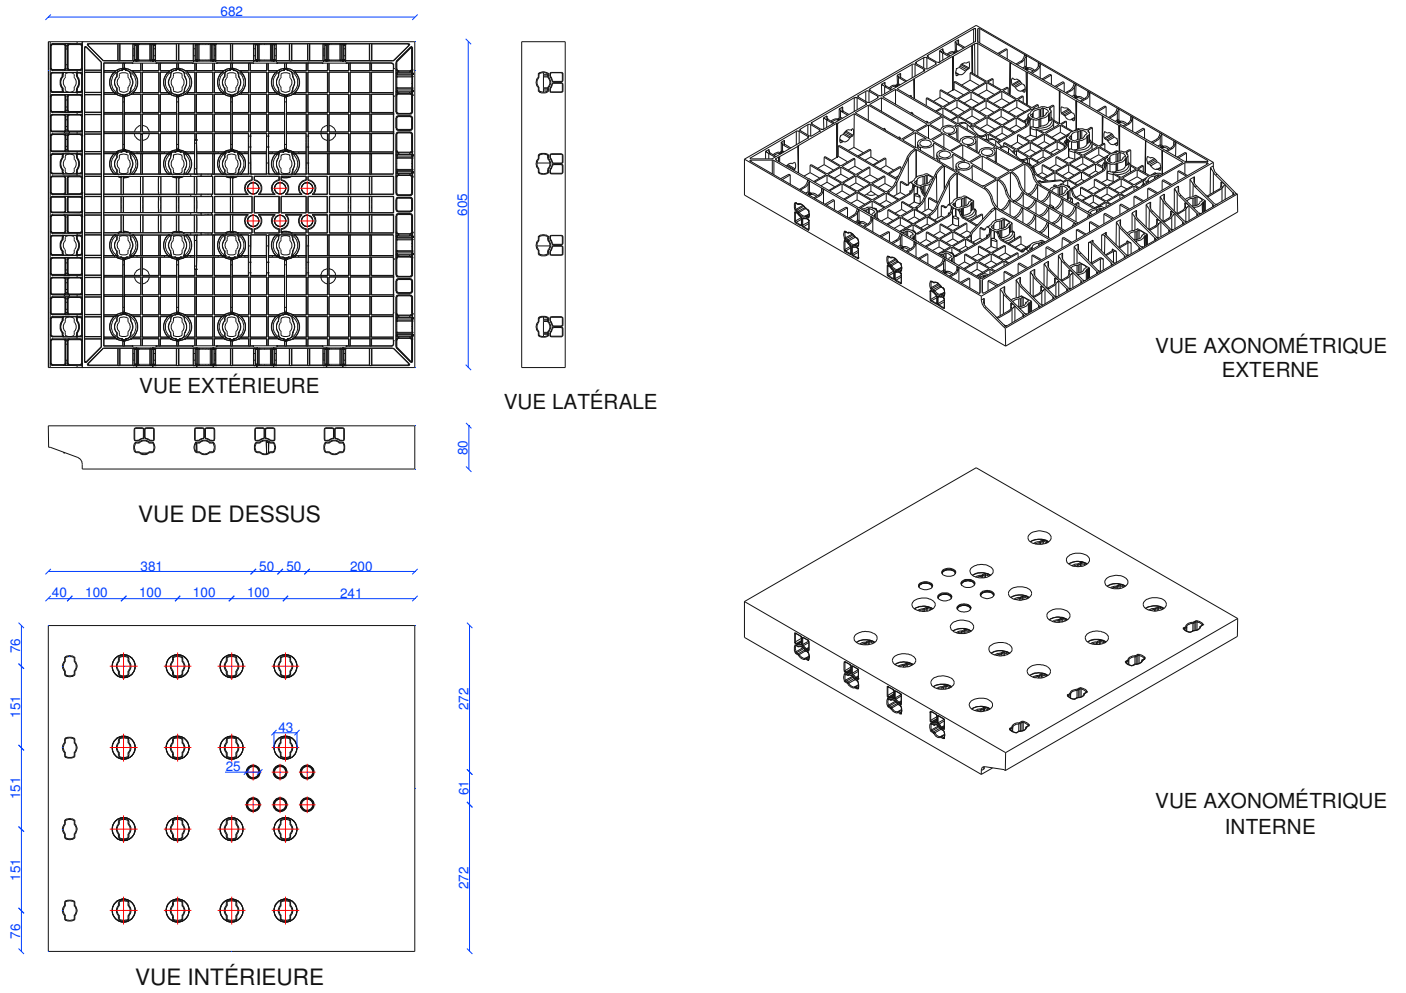 682
605
VUE EXTÉRIEURE
VUE LATÉRALE
VUE AXONOMÉTRIQUE
EXTERNE
80
VUE DE DESSUS
381 50 50 200
40 100 100 100 100 241
76
151
151
151
76
43
25
272
61
272
VUE INTÉRIEURE
VUE AXONOMÉTRIQUE
INTERNE